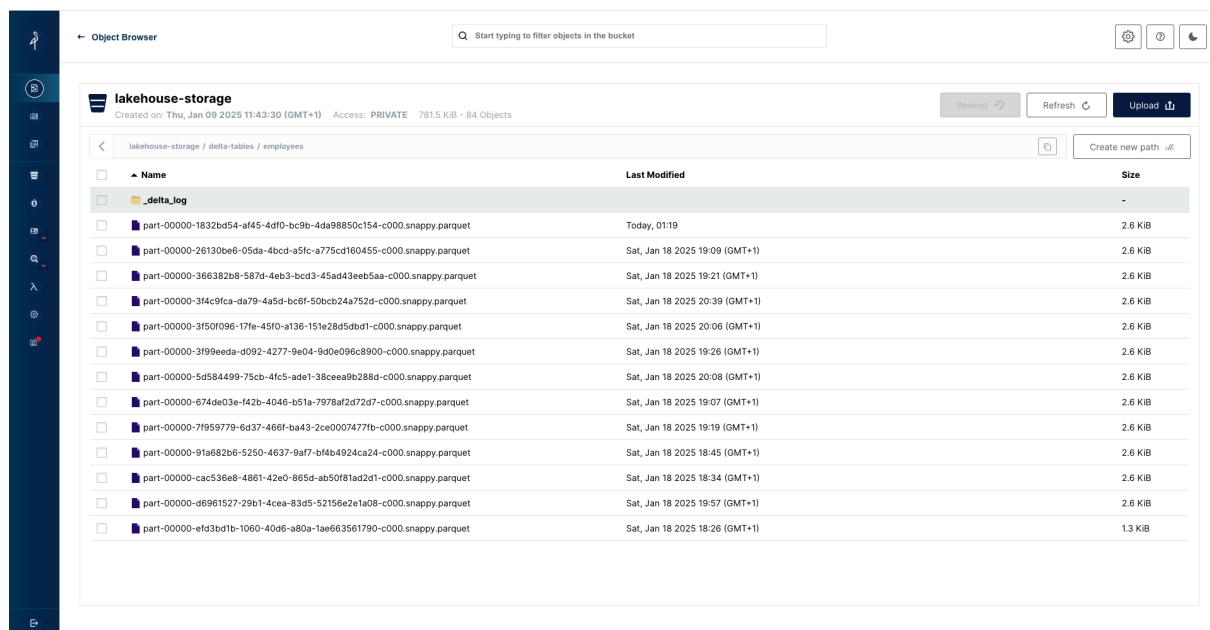 ← Object Browser
Start typing to filter objects in the bucket
lakehouse-storage
Created on: Thu, Jan 09 2025 11:43:30 (GMT+1) Access: PRIVATE 781.5 KiB - 84 Objects
Rewind Refresh Upload
lakehouse-storage / delta-tables / employees
Create new path
Name Last Modified Size
_delta_log -
part-00000-1832bd54-af45-4df0-bc9b-4da98850c154-c000.snappy.parquet Today, 01:19 2.6 KiB
part-00000-26130be6-05da-4bcd-a5fc-a775cd160455-c000.snappy.parquet Sat, Jan 18 2025 19:09 (GMT+1) 2.6 KiB
part-00000-366382b8-587d-4eb3-bcd3-45ad43eeb5aa-c000.snappy.parquet Sat, Jan 18 2025 19:21 (GMT+1) 2.6 KiB
part-00000-3f4c9fca-da79-4a5d-bc6f-50bcb24a752d-c000.snappy.parquet Sat, Jan 18 2025 20:39 (GMT+1) 2.6 KiB
part-00000-3f50f096-17fe-45f0-a136-151e28d5dbd1-c000.snappy.parquet Sat, Jan 18 2025 20:06 (GMT+1) 2.6 KiB
part-00000-3f99eeda-d092-4277-9e04-9d0e096c8900-c000.snappy.parquet Sat, Jan 18 2025 19:26 (GMT+1) 2.6 KiB
part-00000-5d584499-75cb-4fc5-ade1-38ceea9b288d-c000.snappy.parquet Sat, Jan 18 2025 20:08 (GMT+1) 2.6 KiB
part-00000-674de03e-f42b-4046-b51a-7978af2d72d7-c000.snappy.parquet Sat, Jan 18 2025 19:07 (GMT+1) 2.6 KiB
part-00000-7f959779-6d37-466f-ba43-2ce0007477fb-c000.snappy.parquet Sat, Jan 18 2025 19:19 (GMT+1) 2.6 KiB
part-00000-91a682b6-5250-4637-9af7-bf4b4924ca24-c000.snappy.parquet Sat, Jan 18 2025 18:45 (GMT+1) 2.6 KiB
part-00000-cac536e8-4861-42e0-865d-ab50f81ad2d1-c000.snappy.parquet Sat, Jan 18 2025 18:34 (GMT+1) 2.6 KiB
part-00000-d6961527-29b1-4cea-83d5-52156e2e1a08-c000.snappy.parquet Sat, Jan 18 2025 19:57 (GMT+1) 2.6 KiB
part-00000-efd3bd1b-1060-40d6-a80a-1ae663561790-c000.snappy.parquet Sat, Jan 18 2025 18:26 (GMT+1) 1.3 KiB